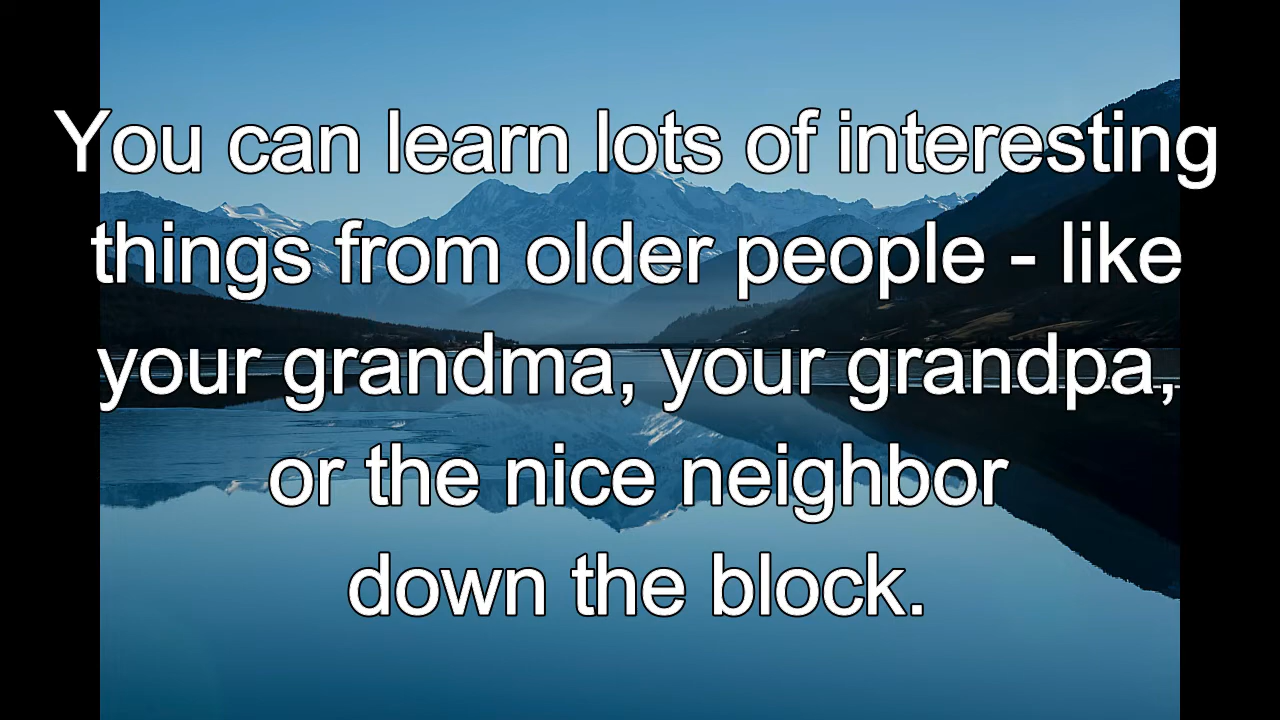 You can learn lots of interesting
things from older people - like
your grandma, your grandpa,
or the nice neighbor
down the block.